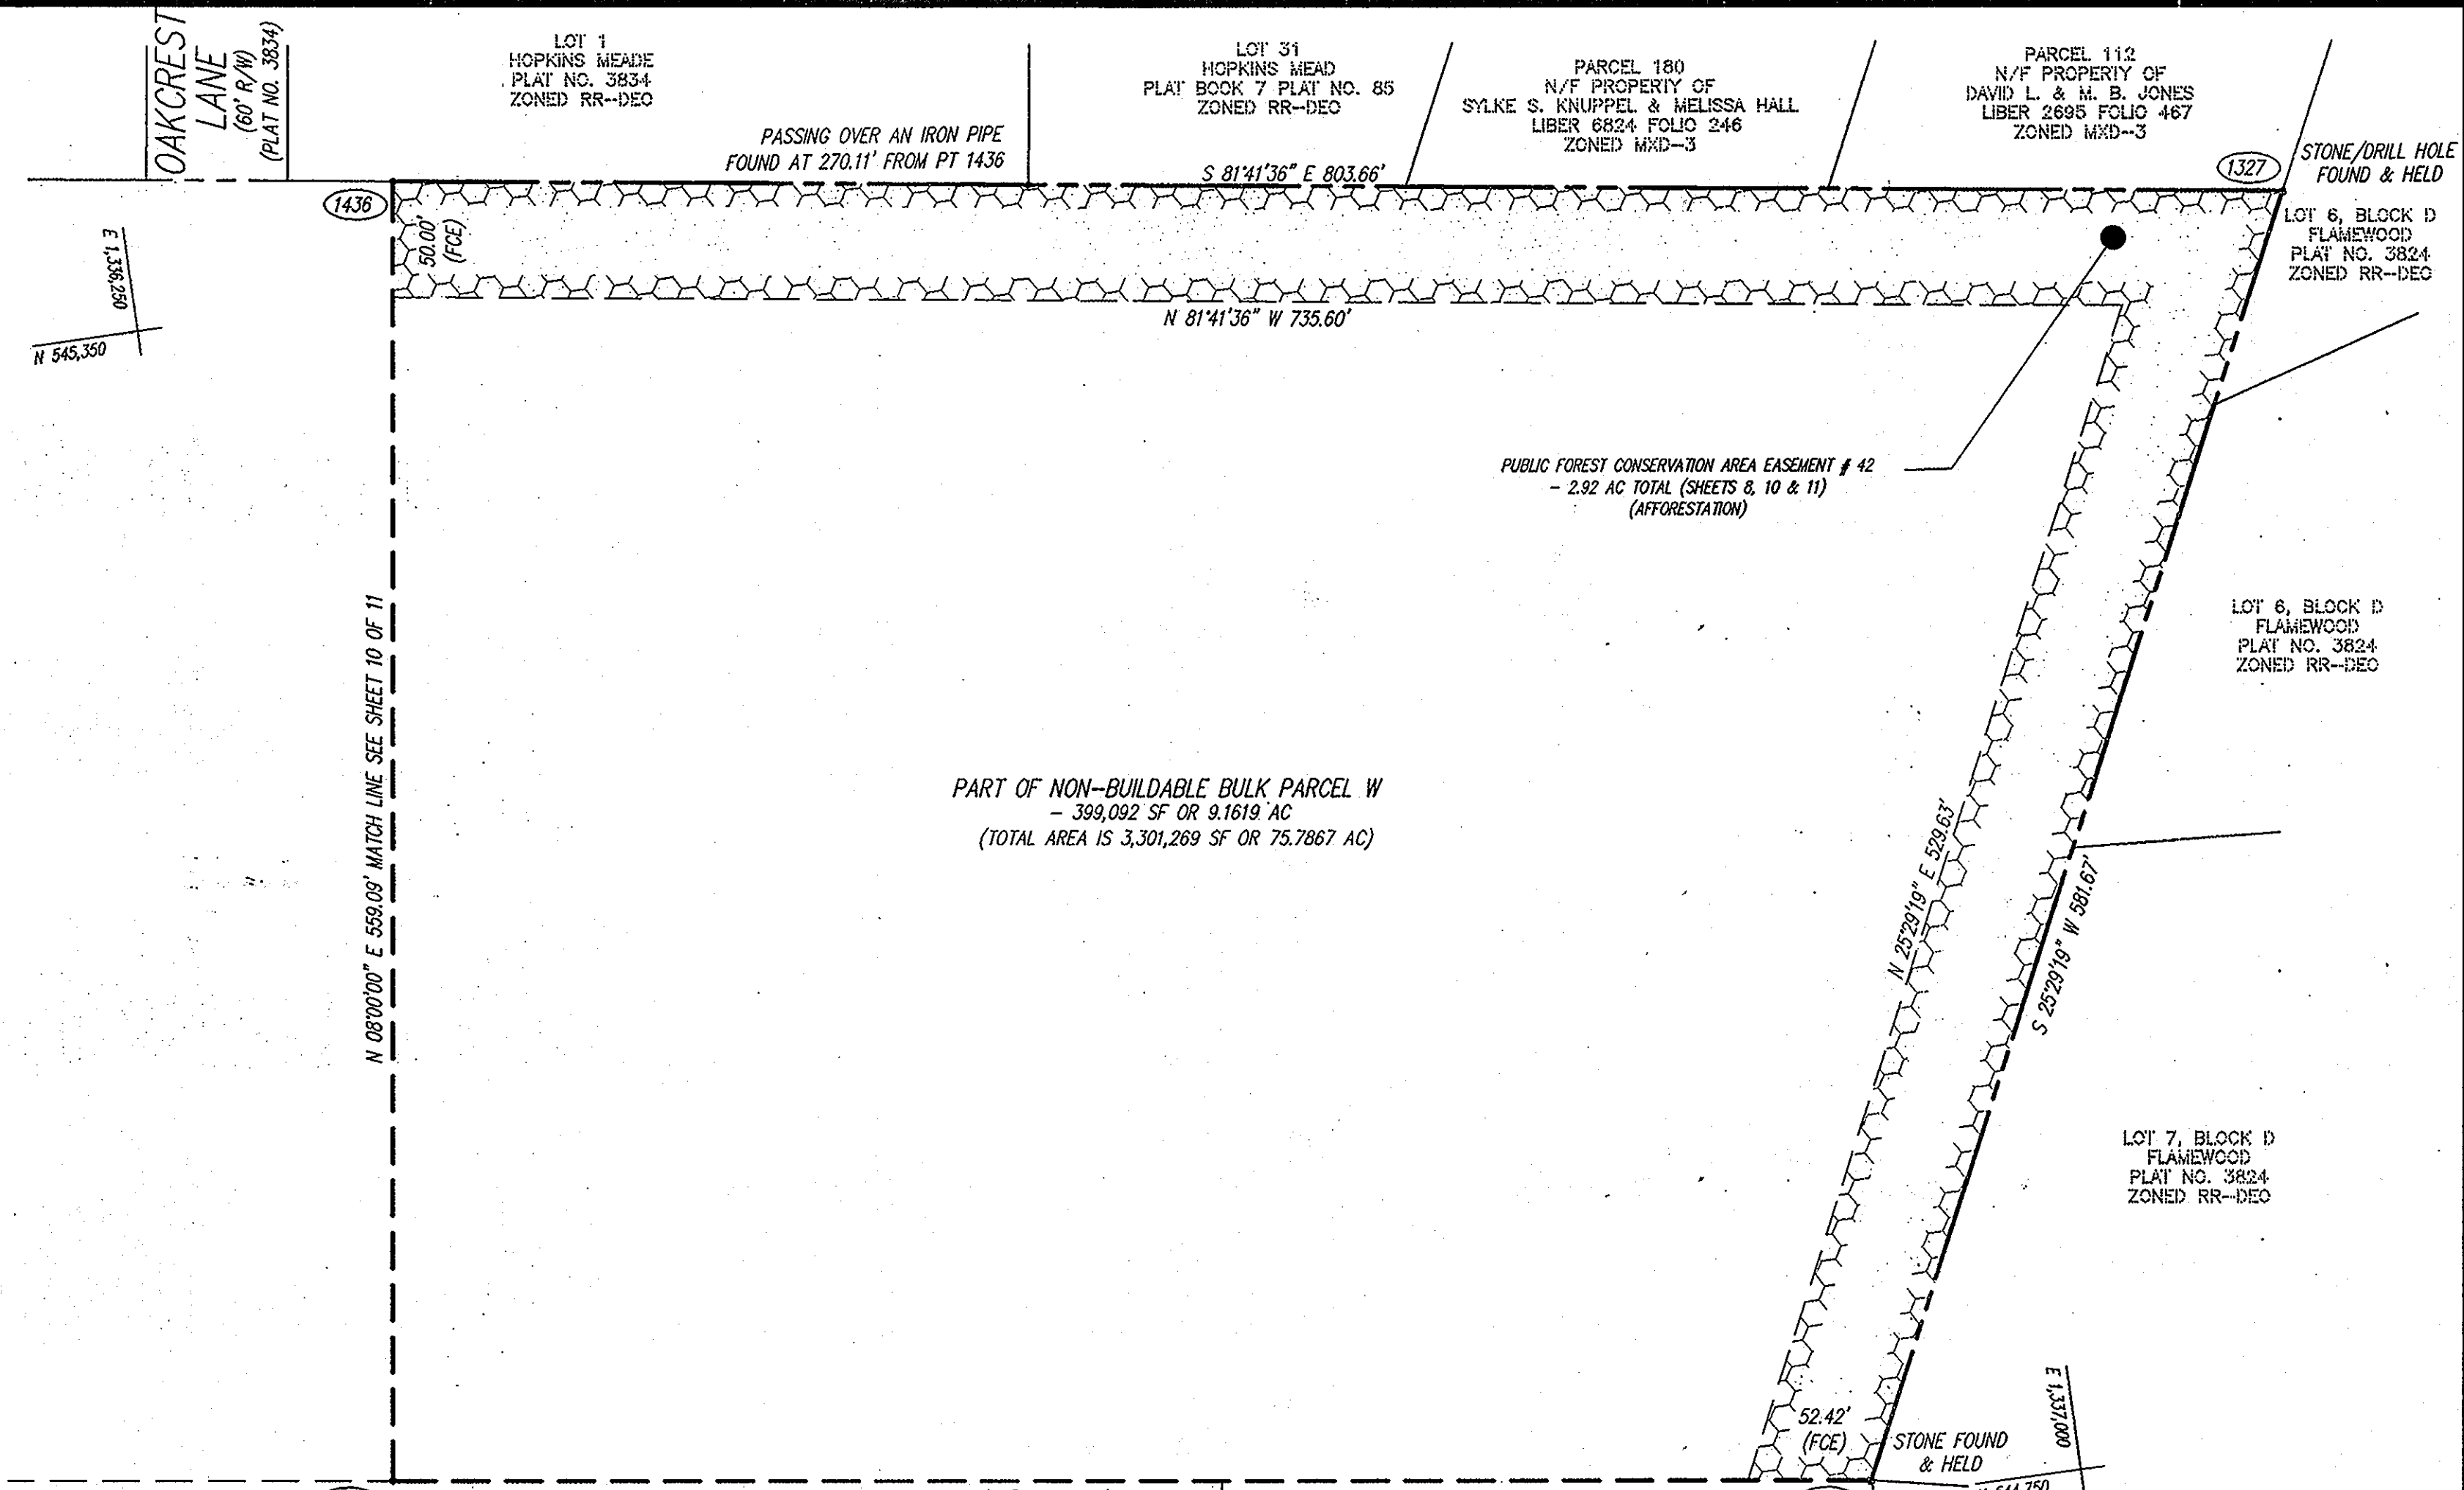 OAKCREST
LANE
(60' R/W)
(PLAT NO. 3834)
LOT 1
HOPKINS MEADE
PLAT NO. 3834
ZONED RR-DEO
LOT 31
HOPKINS MEAD
PLAT BOOK 7 PLAT NO. 85
ZONED RR-DEO
PARCEL 180
N/F PROPERTY OF
SYLKE S. KNUPPEL & MELISSA HALL
LIBER 6824 FOLIO 246
ZONED MXD-3
PARCEL 112
N/F PROPERTY OF
DAVID L. & M. B. JONES
LIBER 2695 FOLIO 467
ZONED MXD-3
PASSING OVER AN IRON PIPE
FOUND AT 270.11' FROM PT 1436
S 81°41'36" E 803.66'
1327
STONE/DRILL HOLE
FOUND & HELD
1436
50.00'
(FCE)
LOT 6, BLOCK D
FLAMEWOOD
PLAT NO. 3824
ZONED RR-DEO
E 1,336,250
N 545,350
N 81°41'36" W 735.60'
PUBLIC FOREST CONSERVATION AREA EASEMENT # 42
- 2.92 AC TOTAL (SHEETS 8, 10 & 11)
(AFFORESTATION)
N 08°00'00" E 559.09' MATCH LINE SEE SHEET 10 OF 11
LOT 6, BLOCK D
FLAMEWOOD
PLAT NO. 3824
ZONED RR-DEO
PART OF NON-BUILDABLE BULK PARCEL W
- 399,092 SF OR 9.1619 AC
(TOTAL AREA IS 3,301,269 SF OR 75.7867 AC)
N 25°29'19" E 529.63'
S 25°29'19" W 581.67'
LOT 7, BLOCK D
FLAMEWOOD
PLAT NO. 3824
ZONED RR-DEO
52.42'
(FCE)
STONE FOUND
& HELD
E 1,337,000